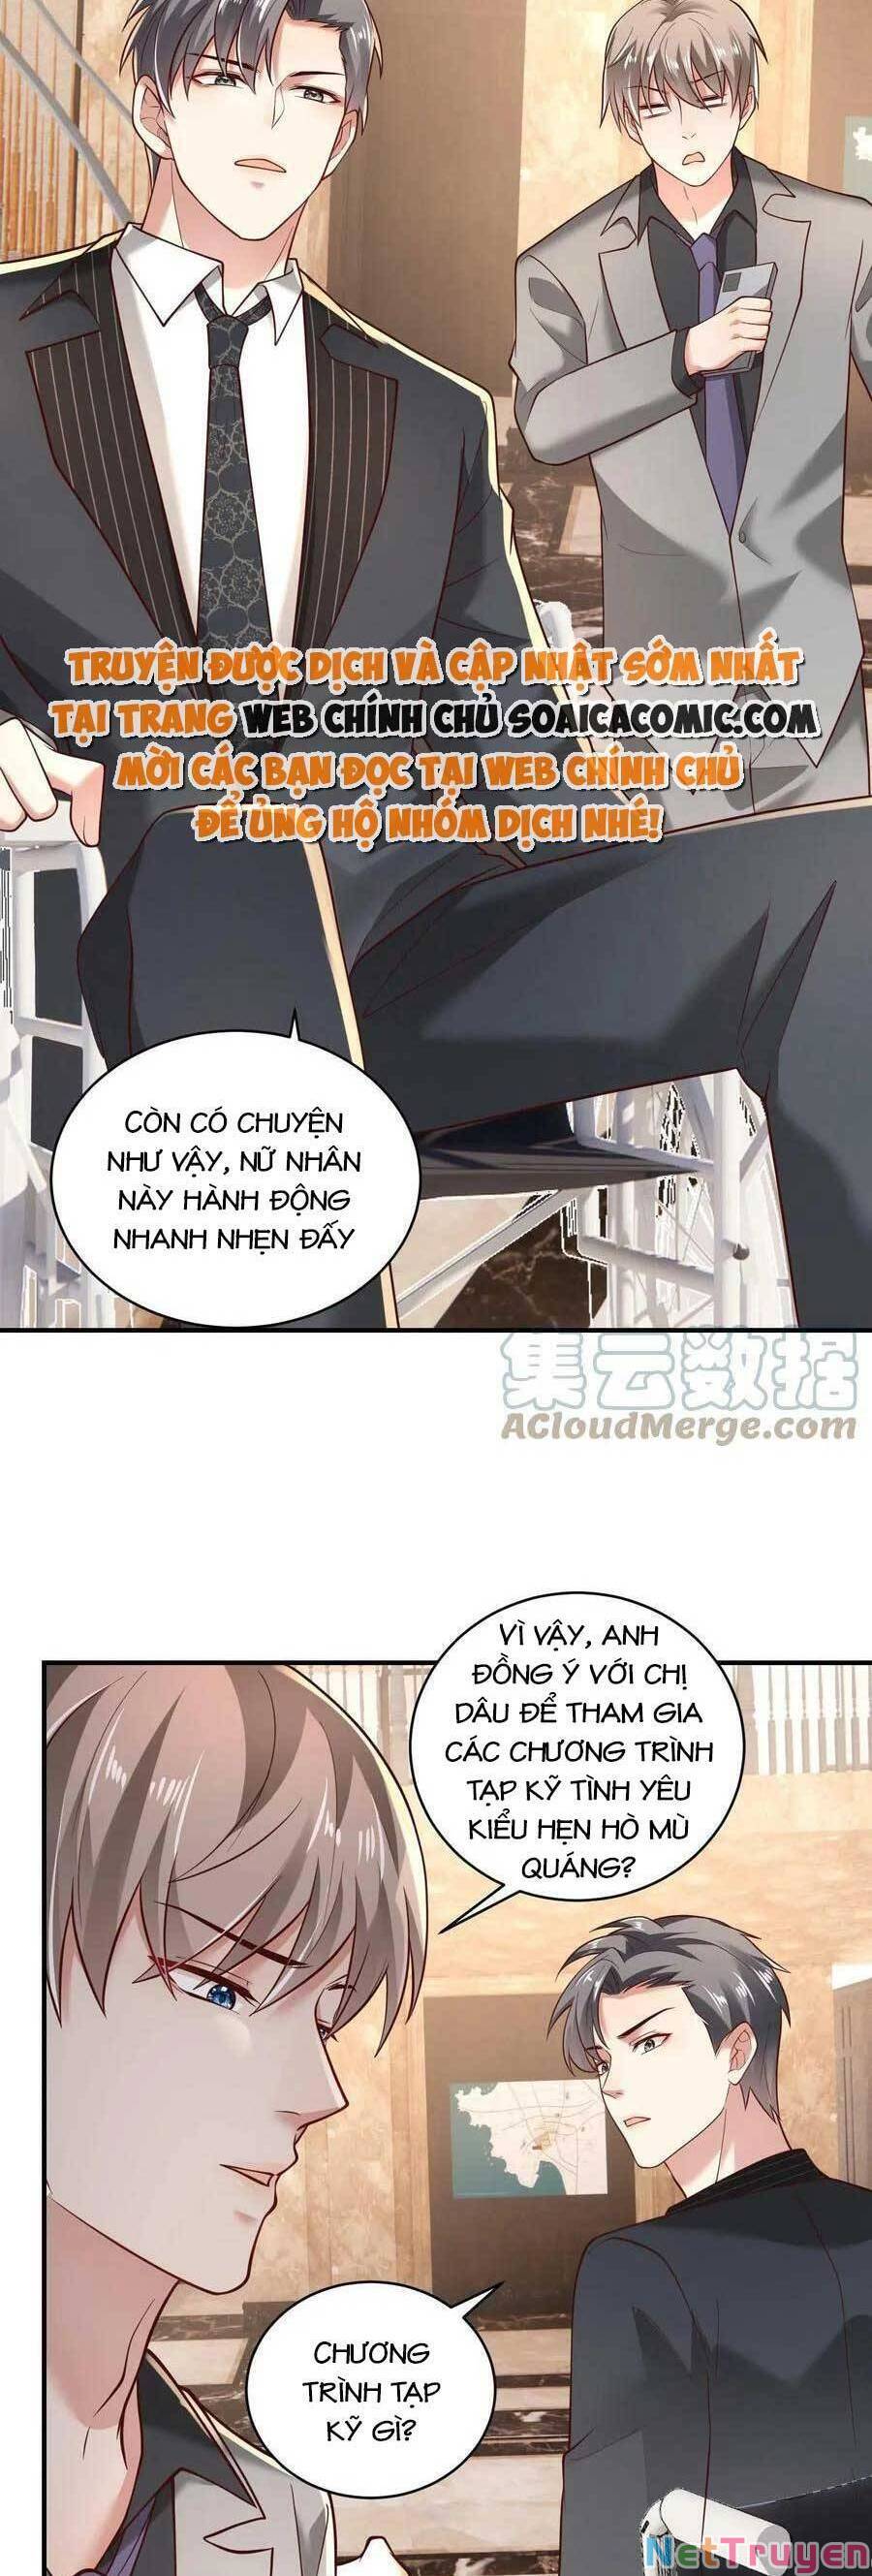 TRUYỆN ĐƯỢC DỊCH VÀ CẬP NHẬT SỚM NHẤT
TẠI TRANG WEB CHÍNH CHỦ SOAICACOMIC.COM
MỜI CÁC BẠN ĐỌC TẠI WEB CHÍNH CHỦ
ĐỂ ỦNG HỘ NHÓM DỊCH NHÉ!
CÒN CÓ CHUYỆN
NHƯ VẬY, NỮ NHÂN
NÀY HÀNH ĐỘNG
NHANH NHẸN ĐẤY
集云数据
ACloudMerge.com
VÌ VẬY, ANH
ĐỒNG Ý VỚI CHỊ
DÂU ĐỂ THAM GIA
CÁC CHƯƠNG TRÌNH
TẠP KỸ TÌNH YÊU
KIỂU HẸN HÒ MÙ
QUÁNG?
CHƯƠNG
TRÌNH TẠP
KỸ GÌ?
NetTruyen
NetTruyen